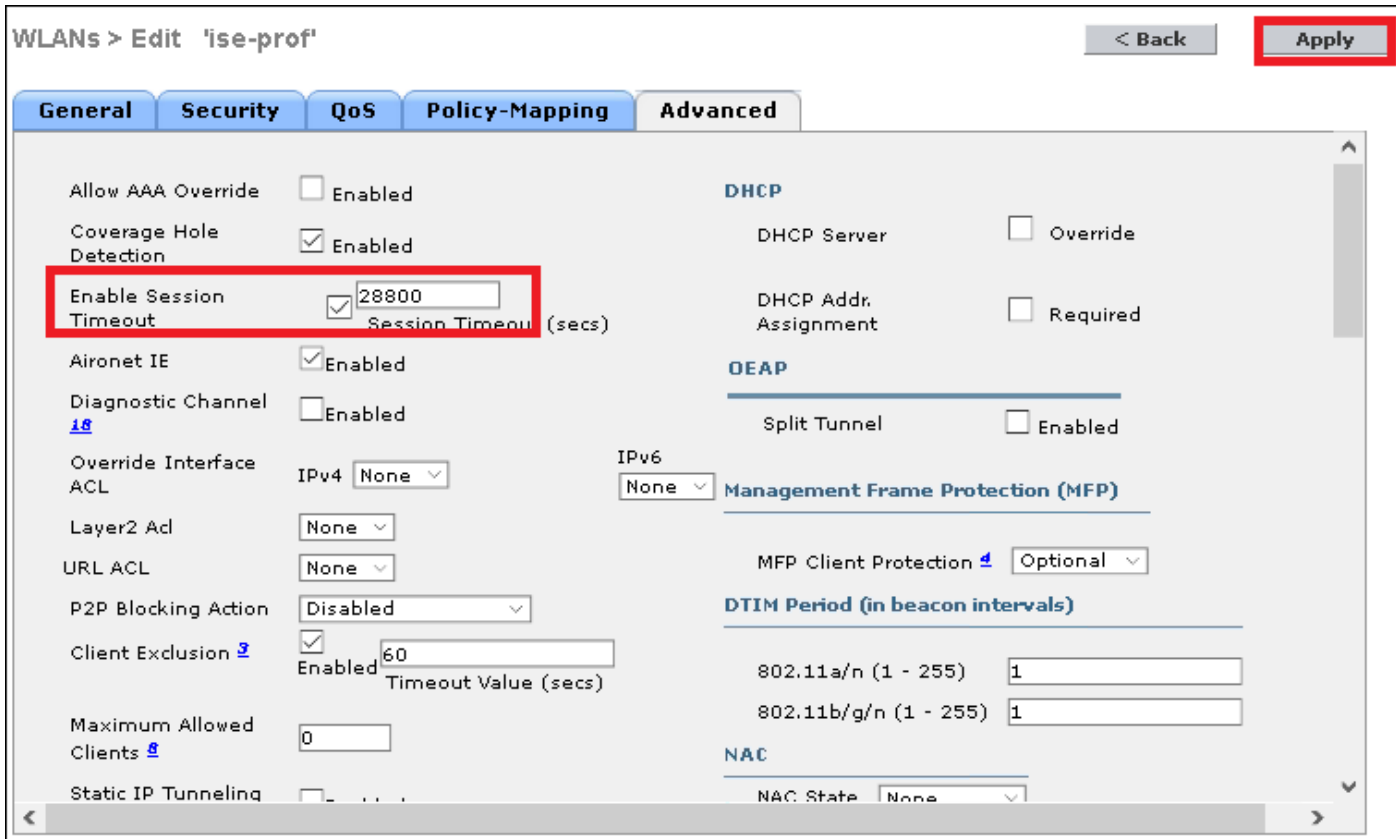 WLANs > Edit 'ise-prof'
< Back
Apply
General
Security
QoS
Policy-Mapping
Advanced
Allow AAA Override
Enabled
Coverage Hole
Detection
Enabled
Enable Session
Timeout
28800
Session Timeout (secs)
Aironet IE
Enabled
Diagnostic Channel
18
Enabled
Override Interface
ACL
IPv4 None
IPv6
None
Layer2 Acl
None
URL ACL
None
P2P Blocking Action
Disabled
Client Exclusion 3
Enabled
60
Timeout Value (secs)
Maximum Allowed
Clients 8
0
Static IP Tunneling
DHCP
DHCP Server
Override
DHCP Addr.
Assignment
Required
OEAP
Split Tunnel
Enabled
Management Frame Protection (MFP)
MFP Client Protection 4
Optional
DTIM Period (in beacon intervals)
802.11a/n (1 - 255)
1
802.11b/g/n (1 - 255)
1
NAC
NAC State
None